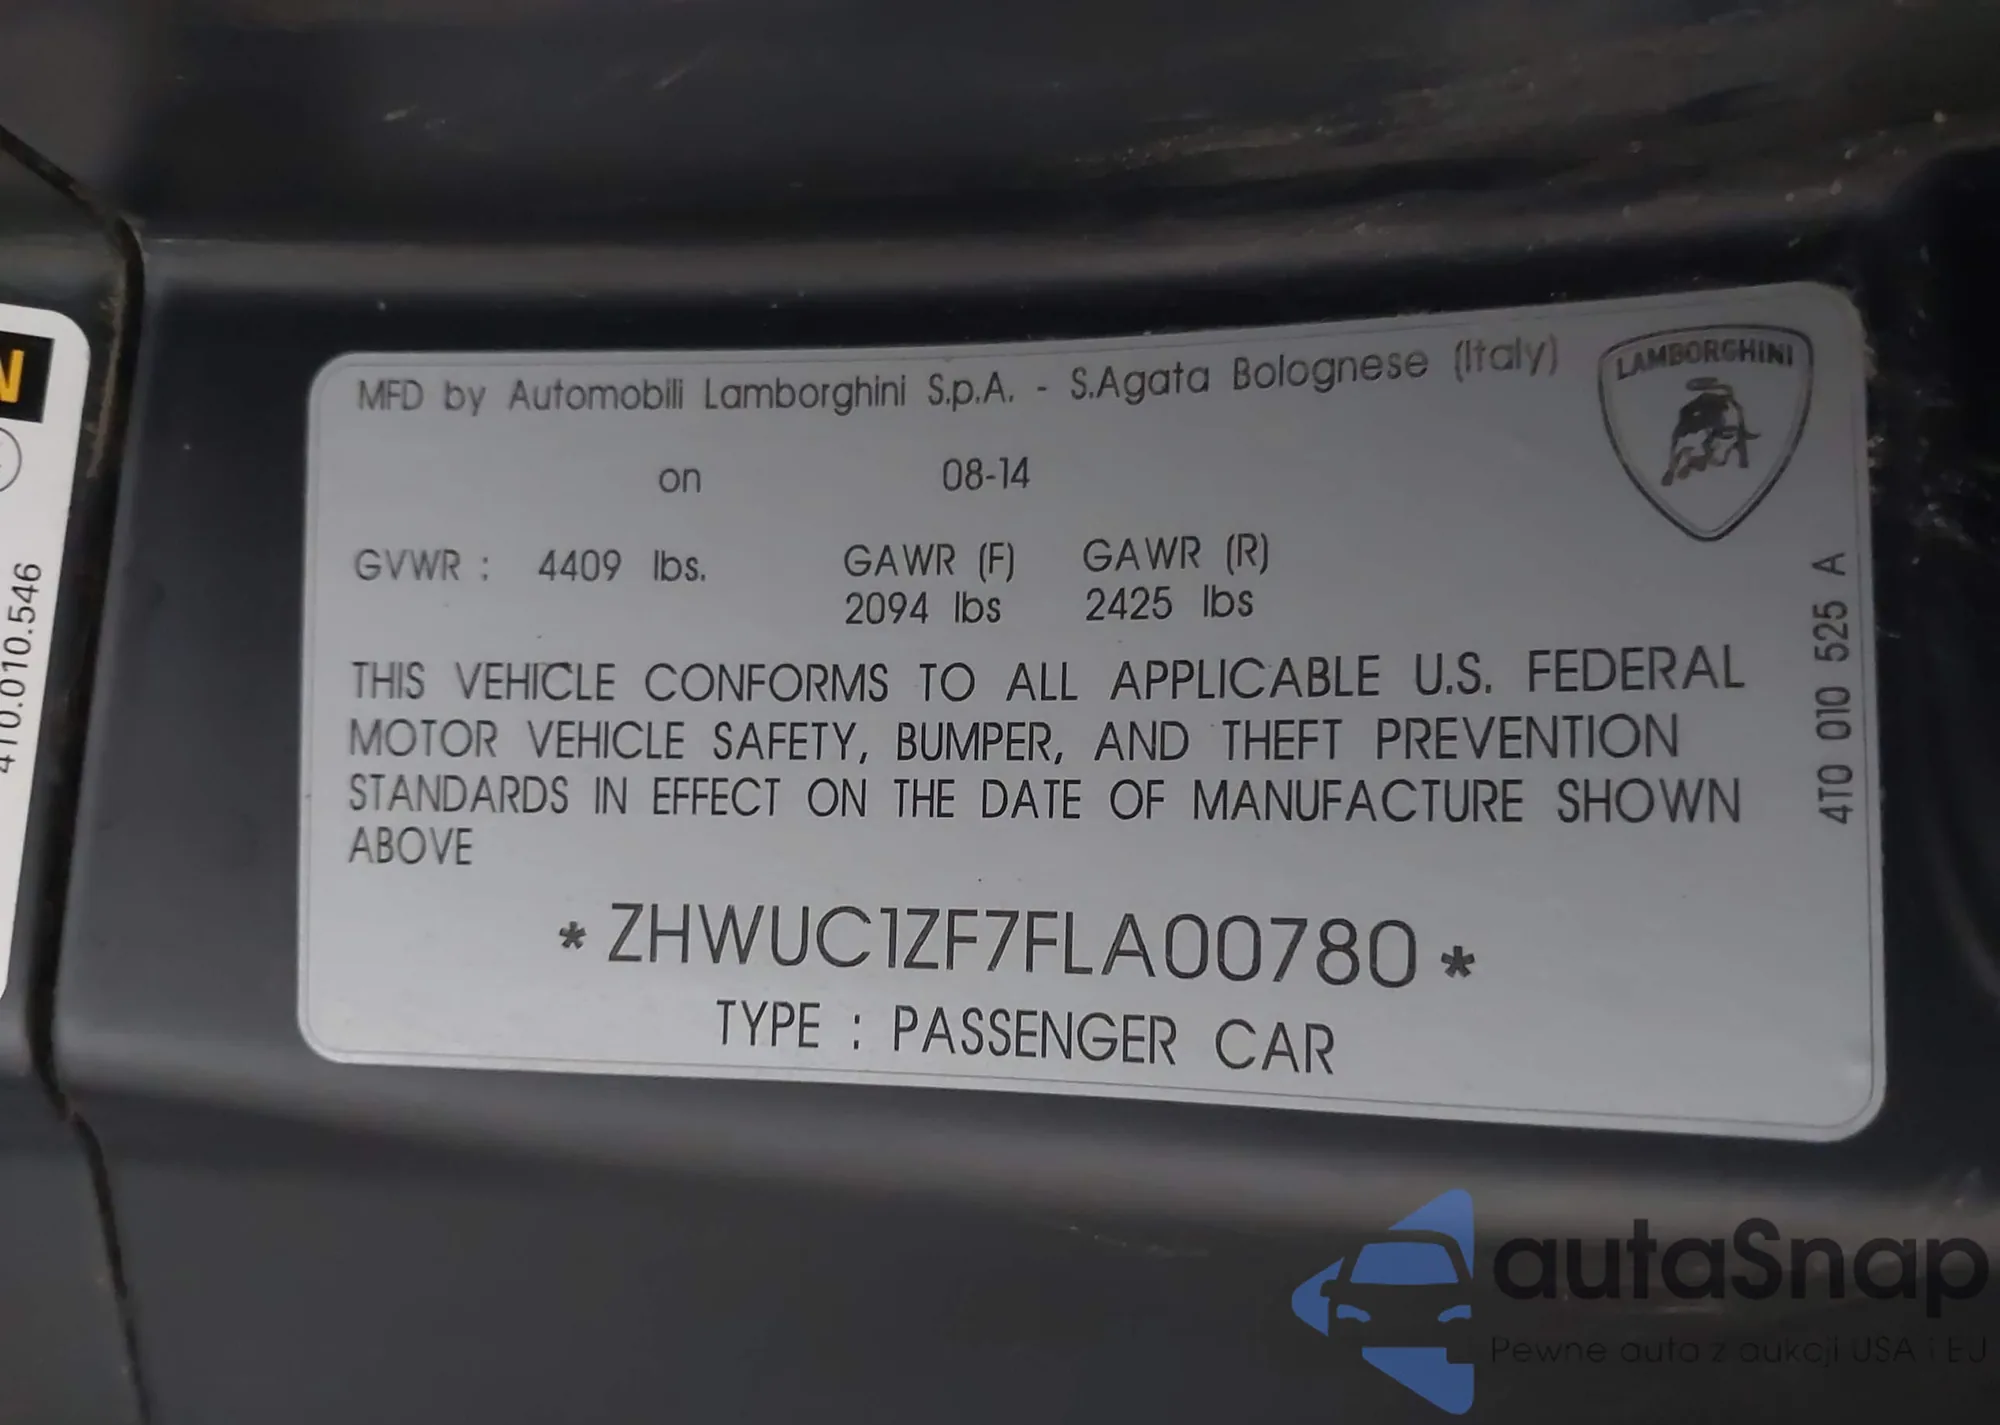 MFD by Automobili Lamborghini S.p.A. - S.Agata Bolognese (Italy)
LAMBORGHINI
on 08-14
GVWR : 4409 lbs. GAWR (F) GAWR (R)
2094 lbs 2425 lbs
THIS VEHICLE CONFORMS TO ALL APPLICABLE U.S. FEDERAL
MOTOR VEHICLE SAFETY, BUMPER, AND THEFT PREVENTION
STANDARDS IN EFFECT ON THE DATE OF MANUFACTURE SHOWN
ABOVE
* ZHWUC1ZF7FLA00780 *
TYPE : PASSENGER CAR
4T0 010 525 A
N
4T0.010.546
autaSnap
Pewne auta z aukcji USA i EU